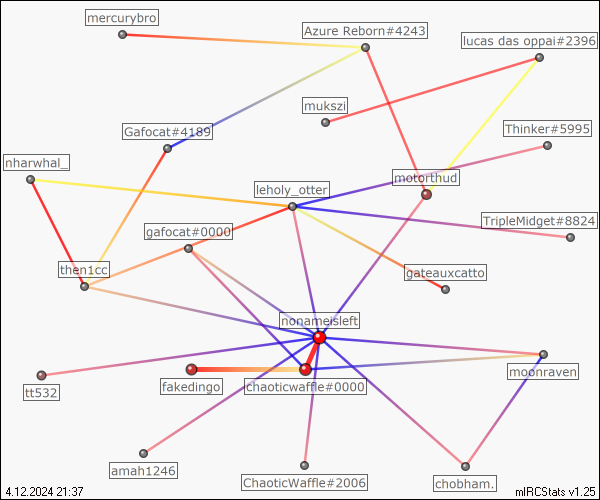 mercurybro
Azure Reborn#4243
lucas das oppai#2396
mukszi
Thinker#5995
Gafocat#4189
nharwhal_
motorthud
leholy_otter
TripleMidget#8824
gafocat#0000
then1cc
gateauxcatto
nonameisleft
moonraven
tt532
fakedingo
chaoticwaffle#0000
amah1246
ChaoticWaffle#2006
chobham.
4.12.2024 21:37
mIRCStats v1.25